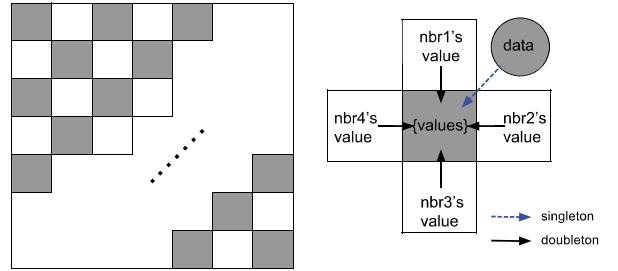 nbr1's
value
data
nbr4's
value
{values}
nbr2's
value
nbr3's
value
singleton
doubleton